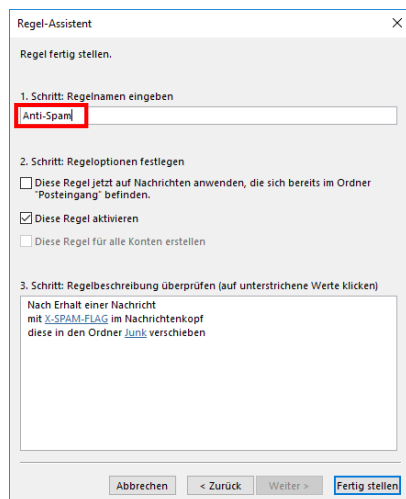 Regel-Assistent
Regel fertig stellen.
1. Schritt: Regelnamen eingeben
Anti-Spam
2. Schritt: Regeloptionen festlegen
Diese Regel jetzt auf Nachrichten anwenden, die sich bereits im Ordner
"Posteingang" befinden.
Diese Regel aktivieren
Diese Regel für alle Konten erstellen
3. Schritt: Regelbeschreibung überprüfen (auf unterstrichene Werte klicken)
Nach Erhalt einer Nachricht
mit X-SPAM-FLAG im Nachrichtenkopf
diese in den Ordner Junk verschieben
Abbrechen < Zurück Weiter > Fertig stellen